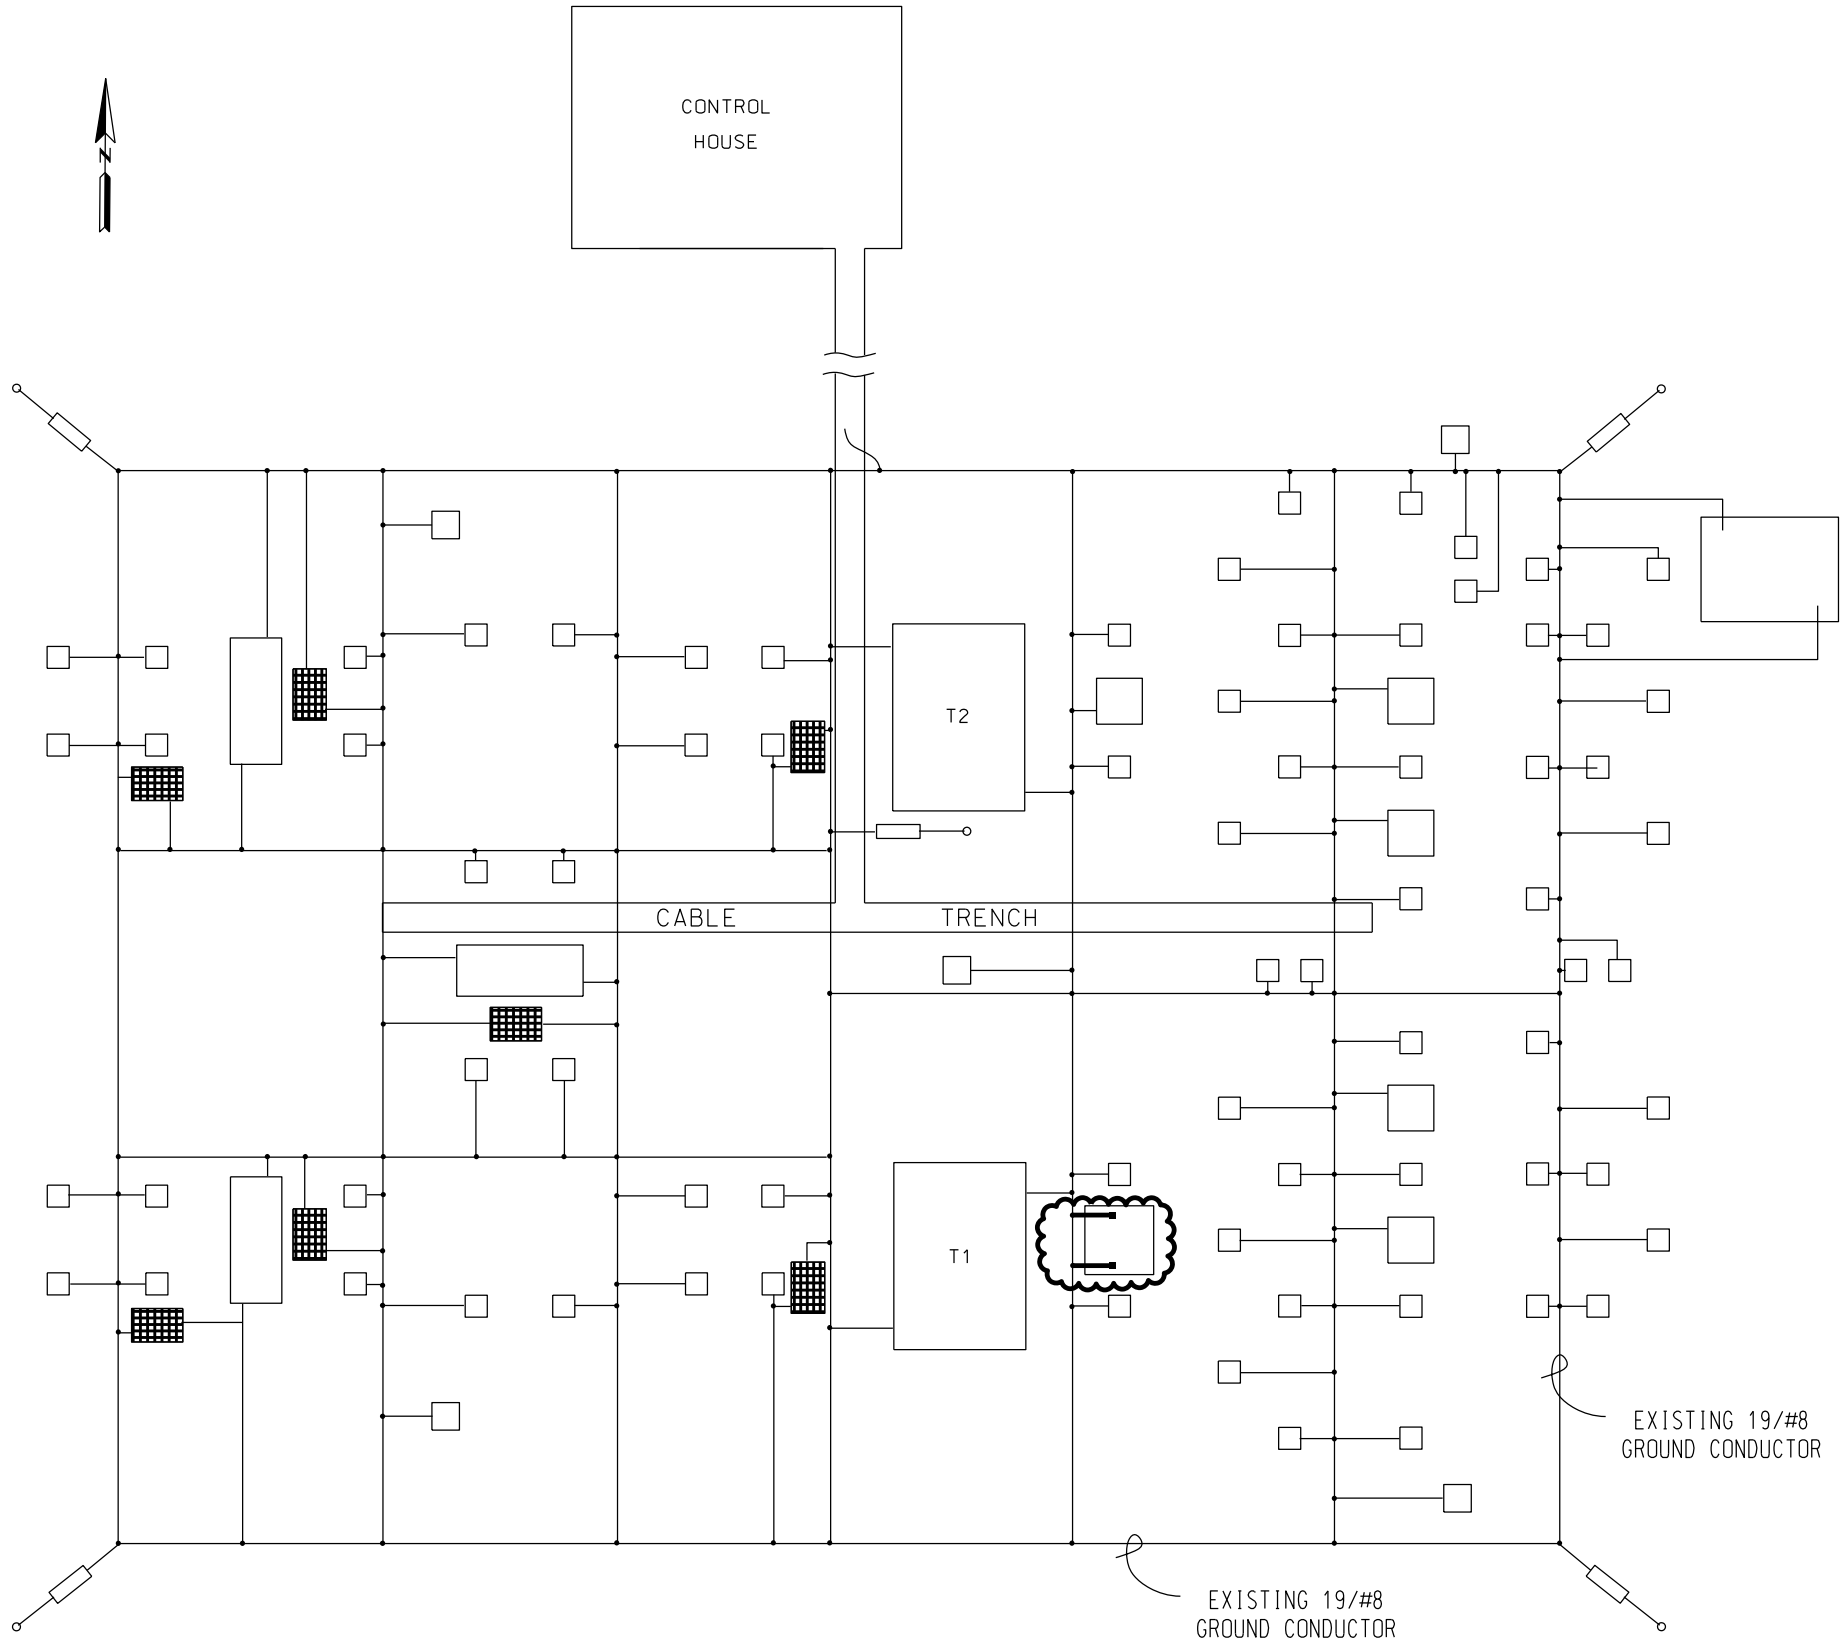 CONTROL
HOUSE
N
T2
CABLE TRENCH
T1
EXISTING 19/#8
GROUND CONDUCTOR
EXISTING 19/#8
GROUND CONDUCTOR